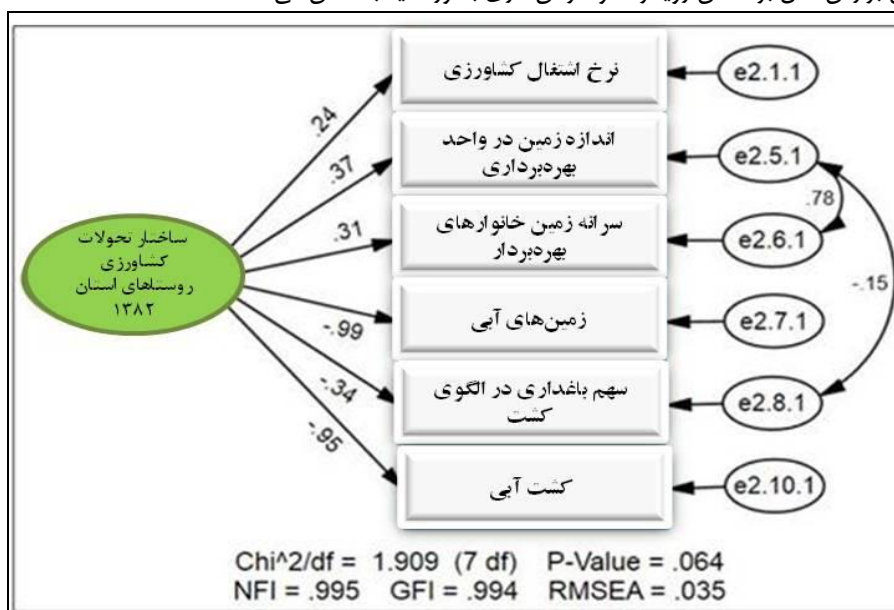 نرخ اشتغال کشاورزی
e2.1.1
.24
اندازه زمین در واحد
بهره‌برداری
e2.5.1
.37
.78
سرانه زمین خانوارهای
بهره‌بردار
e2.6.1
.31
ساختار تحولات
کشاورزی
روستاهای استان
۱۳۸۲
-.15
زمین‌های آبی
e2.7.1
-.99
سهم باغداری در الگوی
کشت
e2.8.1
-.34
کشت آبی
e2.10.1
-.95
Chi^2/df = 1.909 (7 df) P-Value = .064
NFI = .995 GFI = .994 RMSEA = .035